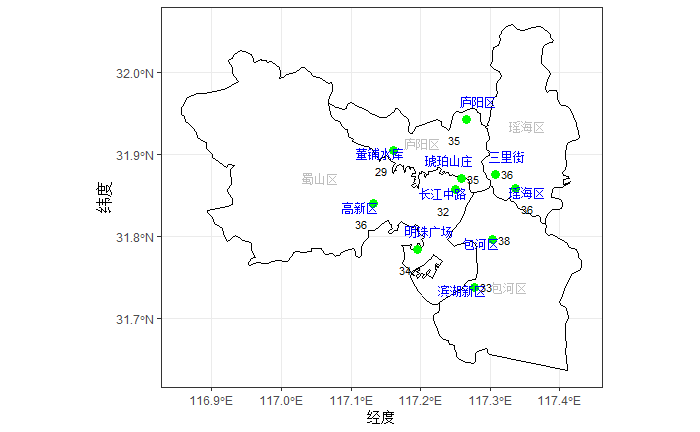 32.0°N
31.9°N
31.8°N
31.7°N
纬度
庐阳区
35
瑶海区
庐阳区
董铺水库
29
琥珀山庄
35
三里街
36
蜀山区
长江中路
32
瑶海区
36
高新区
36
明珠广场
34
包河区
38
滨湖新区
33
包河区
116.9°E
117.0°E
117.1°E
117.2°E
117.3°E
117.4°E
经度